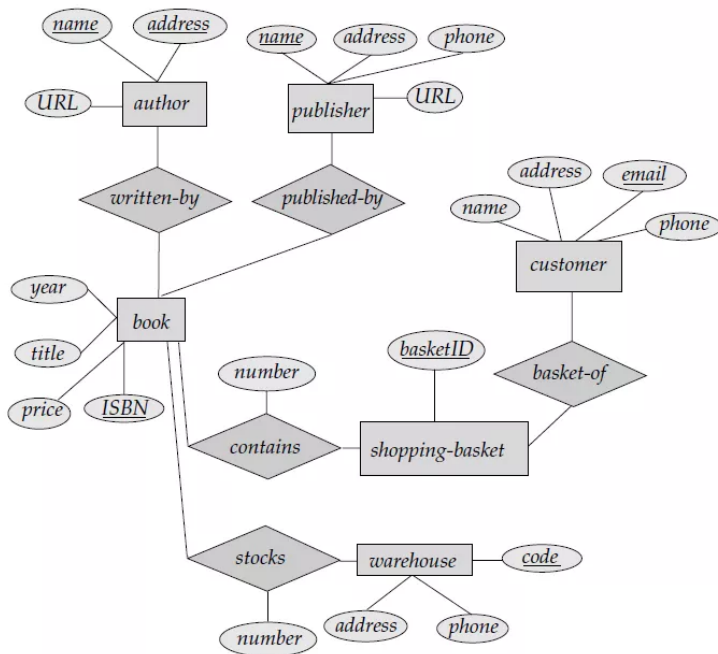 name
address
URL
author
name
address
phone
URL
publisher
written-by
published-by
address
email
name
phone
customer
year
title
price
ISBN
book
number
basketID
basket-of
contains
shopping-basket
stocks
warehouse
code
number
address
phone